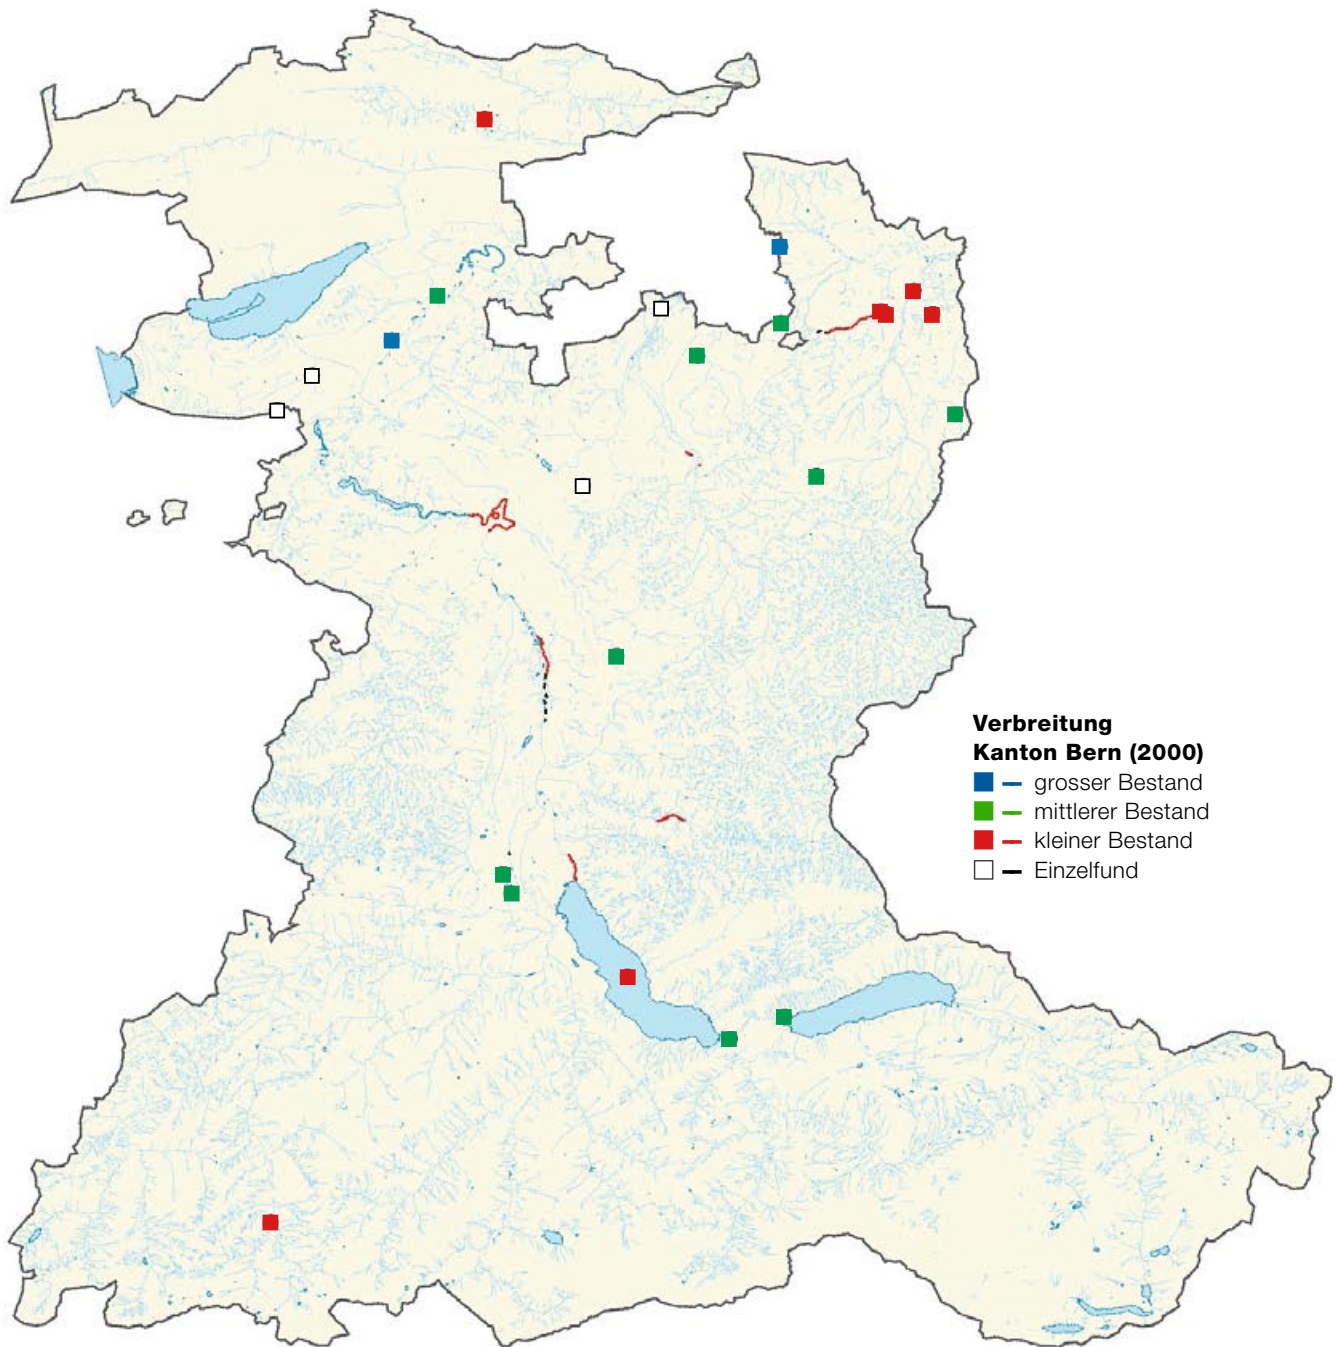 Verbreitung
Kanton Bern (2000)
grosser Bestand
mittlerer Bestand
kleiner Bestand
Einzelfund